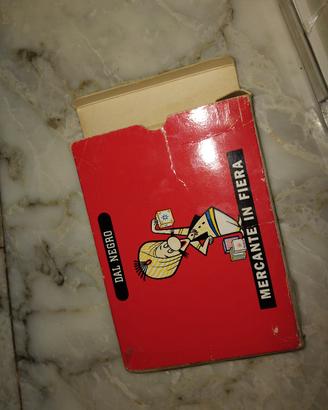 DAL NEGRO
MERCANTE IN FIERA